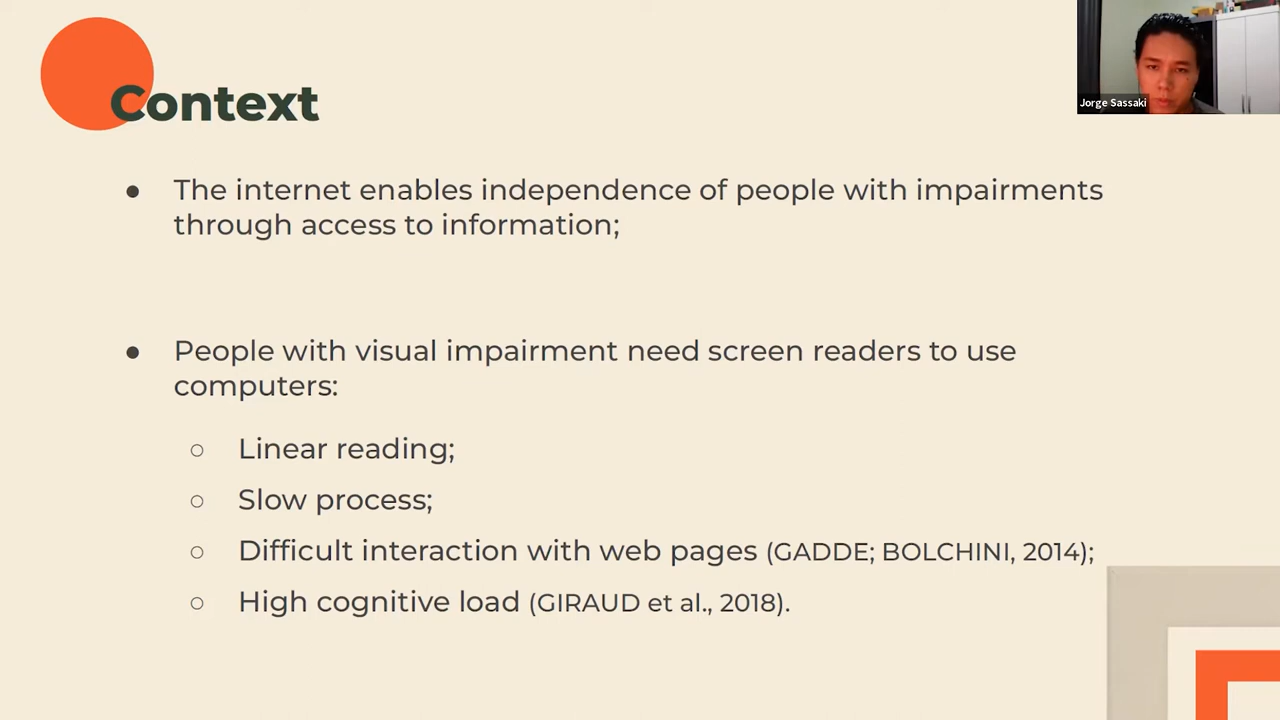 Context
Jorge Sassaki
● The internet enables independence of people with impairments
through access to information;
● People with visual impairment need screen readers to use
computers:
○ Linear reading;
○ Slow process;
○ Difficult interaction with web pages (GADDE; BOLCHINI, 2014);
○ High cognitive load (GIRAUD et al., 2018).